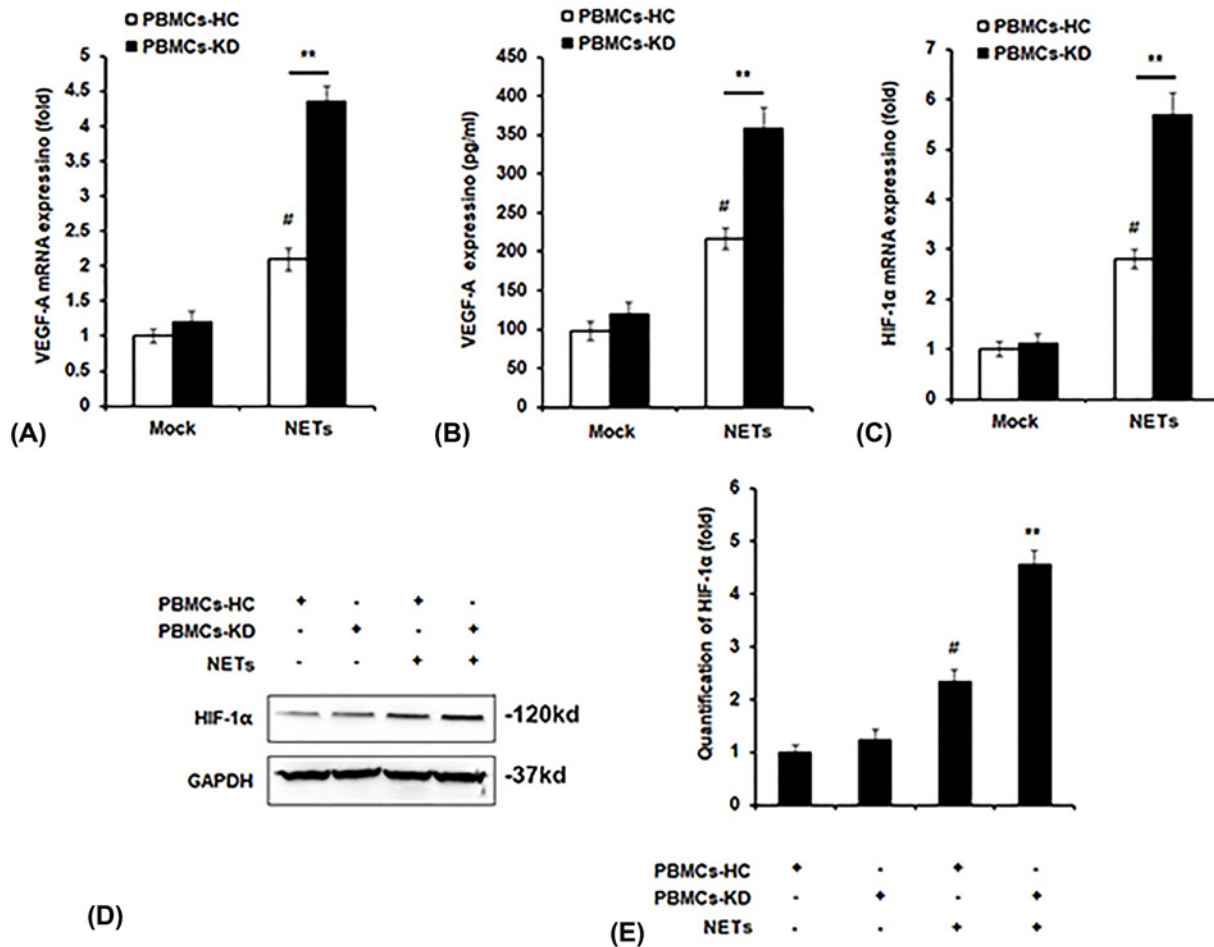 PBMCs-HC
PBMCs-KD
VEGF-A mRNA expressino (fold)
5
4.5
4
3.5
3
2.5
2
1.5
1
0.5
0
**
#
Mock NETs
(A)
PBMCs-HC
PBMCs-KD
VEGF-A expressino (pg/ml)
450
400
350
300
250
200
150
100
50
0
**
#
Mock NETs
(B)
PBMCs-HC
PBMCs-KD
HIF-1α mRNA expressino (fold)
7
6
5
4
3
2
1
0
**
#
Mock NETs
(C)
PBMCs-HC + - + -
PBMCs-KD - + - +
NETs - - + +
HIF-1α -120kd
GAPDH -37kd
(D)
Quantification of HIF-1α (fold)
6
5
4
3
2
1
0
#
**
PBMCs-HC + - + -
PBMCs-KD - + - +
NETs - - + +
(E)